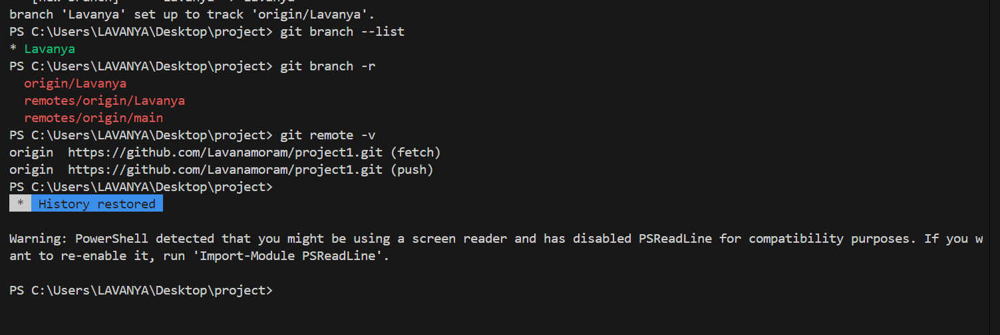 branch 'Lavanya' set up to track 'origin/Lavanya'.
PS C:\Users\LAVANYA\Desktop\project> git branch --list
* Lavanya
PS C:\Users\LAVANYA\Desktop\project> git branch -r
  origin/Lavanya
  remotes/origin/Lavanya
  remotes/origin/main
PS C:\Users\LAVANYA\Desktop\project> git remote -v
origin  https://github.com/Lavanamoram/project1.git (fetch)
origin  https://github.com/Lavanamoram/project1.git (push)
PS C:\Users\LAVANYA\Desktop\project>
 *  History restored

Warning: PowerShell detected that you might be using a screen reader and has disabled PSReadLine for compatibility purposes. If you w
ant to re-enable it, run 'Import-Module PSReadLine'.

PS C:\Users\LAVANYA\Desktop\project>